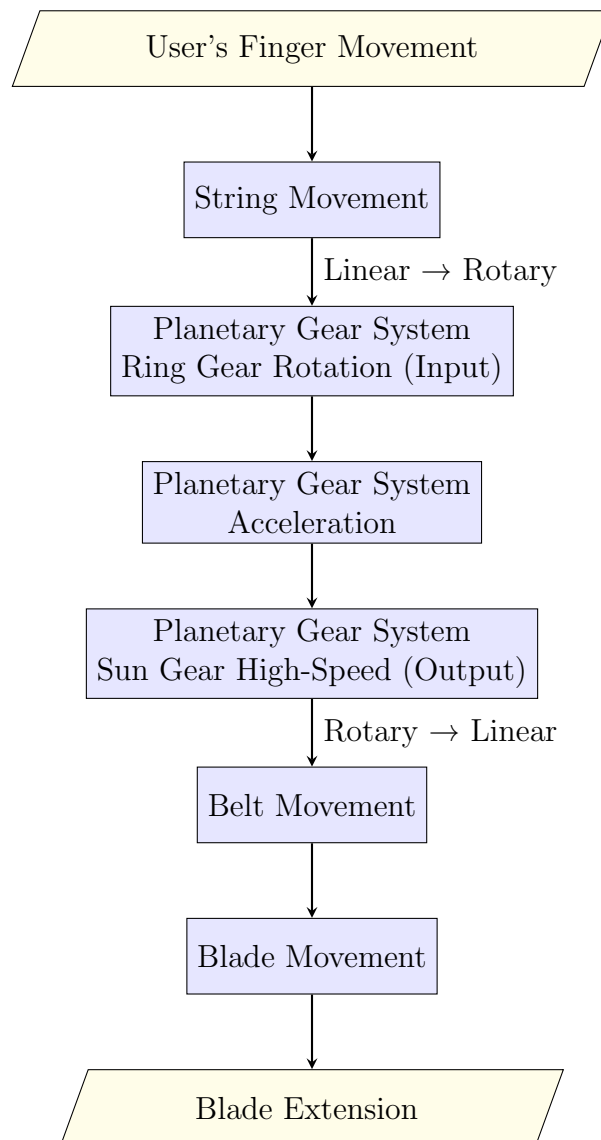 User's Finger Movement
String Movement
Linear → Rotary
Planetary Gear System
Ring Gear Rotation (Input)
Planetary Gear System
Acceleration
Planetary Gear System
Sun Gear High-Speed (Output)
Rotary → Linear
Belt Movement
Blade Movement
Blade Extension